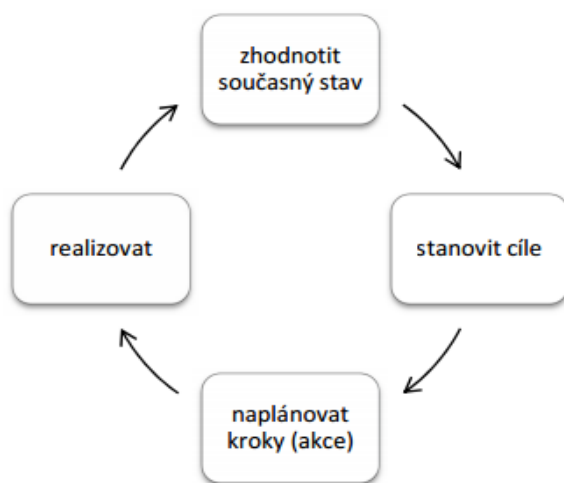 zhodnotit
současný stav
stanovit cíle
naplánovat
kroky (akce)
realizovat